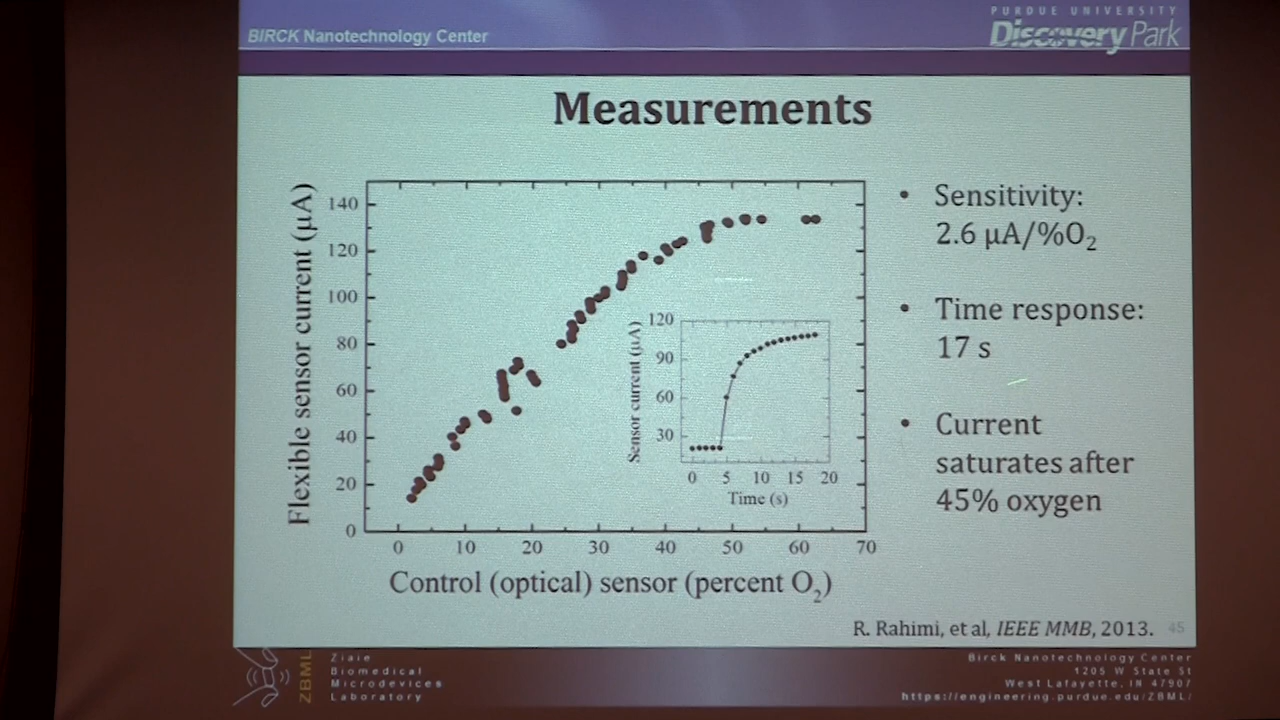 BIRCK Nanotechnology Center
PURDUE UNIVERSITY
Discovery Park
Measurements
Flexible sensor current (µA)
140
120
100
80
60
40
20
0
0 10 20 30 40 50 60 70
Control (optical) sensor (percent O₂)
Sensor current (µA)
120
90
60
30
0 5 10 15 20
Time (s)
• Sensitivity:
2.6 µA/%O₂
• Time response:
17 s
• Current
saturates after
45% oxygen
R. Rahimi, et al, IEEE MMB, 2013. 45
ZBML
Ziaie
Biomedical
Microdevices
Laboratory
Birck Nanotechnology Center
1205 W State St
West Lafayette, IN 47907
https://engineering.purdue.edu/ZBML/